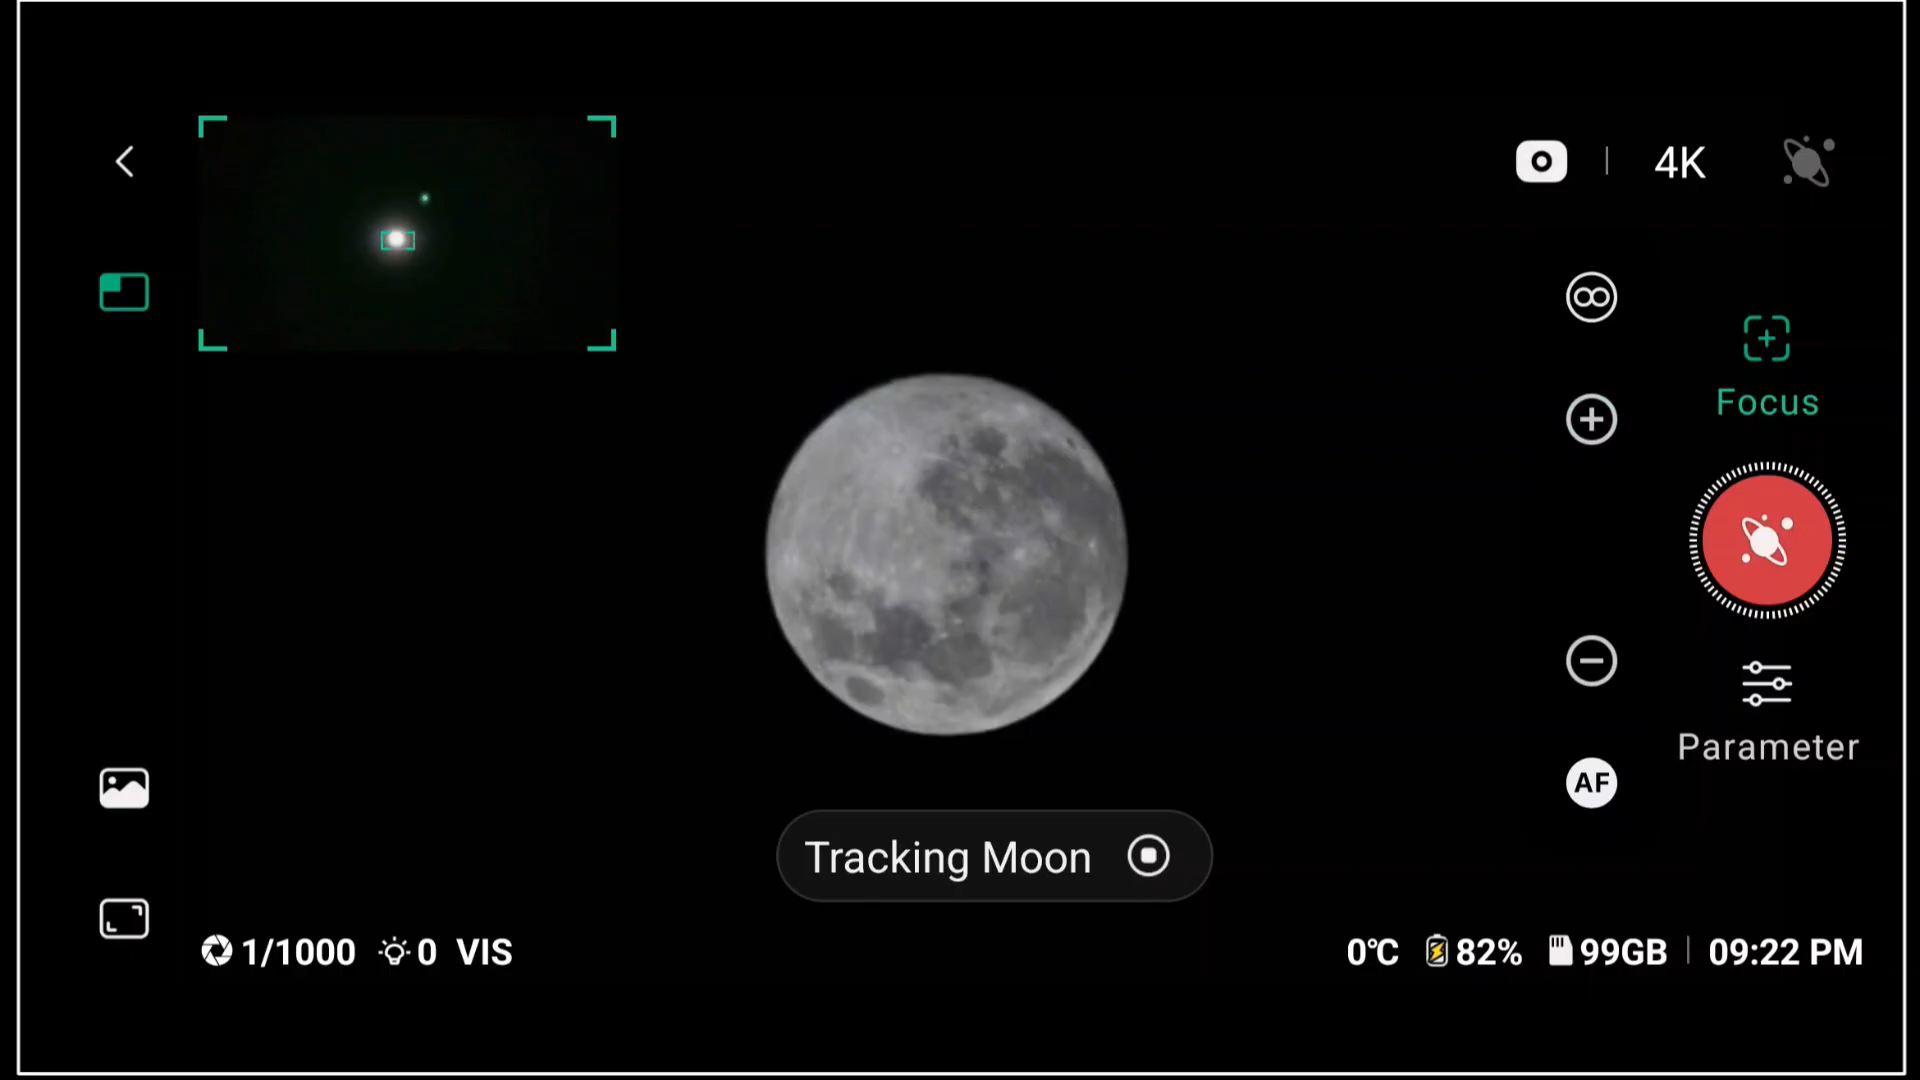 4K
Focus
Parameter
AF
Tracking Moon
1/1000 0 VIS
0°C 82% 99GB | 09:22 PM